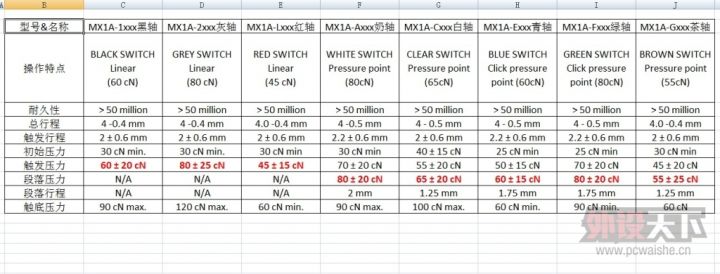 B C D E F G H I J
型号&名称 MX1A-1xxx黑轴 MX1A-2xxx灰轴 MX1A-Lxxx红轴 MX1A-Axxx奶轴 MX1A-Cxxx白轴 MX1A-Exxx青轴 MX1A-Fxxx绿轴 MX1A-Gxxx茶轴
操作特点 BLACK SWITCH Linear (60 cN) GREY SWITCH Linear (80 cN) RED SWITCH Linear (45 cN) WHITE SWITCH Pressure point (80cN) CLEAR SWITCH Pressure point (65cN) BLUE SWITCH Click pressure point (60cN) GREEN SWITCH Click pressure point (80cN) BROWN SWITCH Pressure point (55cN)
耐久性 > 50 million > 50 million > 50 million > 50 million > 50 million > 50 million > 50 million > 50 million
总行程 4 -0.4 mm 4 -0.4 mm 4.0 -0.4 mm 4 - 0.5 mm 4 - 0.5 mm 4 - 0.5 mm 4 - 0.5 mm 4.0 -0.4 mm
触发行程 2 ± 0.6 mm 2 ± 0.6 mm 2 ± 0.6 mm 2.2 ± 0.6 mm 2 ± 0.6 mm 2.2 ± 0.6 mm 2.2 ± 0.6 mm 2 ± 0.6 mm
初始压力 30 cN min. 30 cN min. 30 cN min. 30 cN min 40 ± 15 cN 25 cN min 25 cN min 30 cN min.
触发压力 60 ± 20 cN 80 ± 25 cN 45 ± 15 cN 70 ± 20 cN 55 ± 20 cN 50 ± 15 cN 70 ± 20 cN 45 ± 20 cN
段落压力 N/A N/A N/A 80 ± 20 cN 65 ± 20 cN 60 ± 15 cN 80 ± 20 cN 55 ± 25 cN
段落行程 N/A N/A N/A 2 mm 1.25 mm 1.75 mm 1.75 mm 1.25 mm
触底压力 90 cN max. 120 cN max. 60 cN min. 90 cN max. 100 cN max. 60 cN min. 90 cN min. 60 cN
外设天下
www.pcwaishe.cn